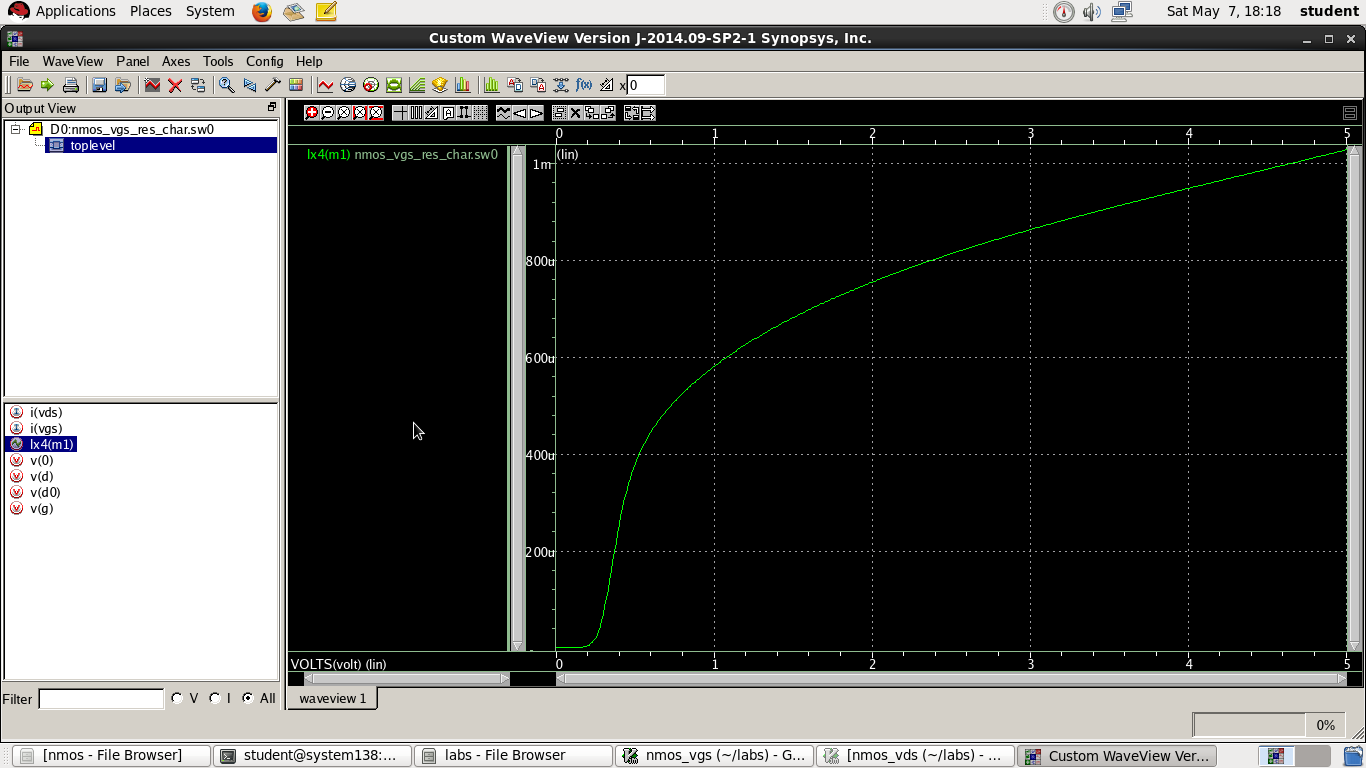 Applications Places System Sat May 7, 18:18 student
Custom WaveView Version J-2014.09-SP2-1 Synopsys, Inc.
File WaveView Panel Axes Tools Config Help
x 0
Output View
D0:nmos_vgs_res_char.sw0
toplevel
0 1 2 3 4 5
lx4(m1) nmos_vgs_res_char.sw0
(lin)
1m
800u
600u
400u
200u
i(vds)
i(vgs)
lx4(m1)
v(0)
v(d)
v(d0)
v(g)
VOLTS(volt) (lin) 0 1 2 3 4 5
Filter V I All
waveview 1
0%
[nmos - File Browser] student@system138:... labs - File Browser nmos_vgs (~/labs) - G... [nmos_vds (~/labs) - ... Custom WaveView Ver...